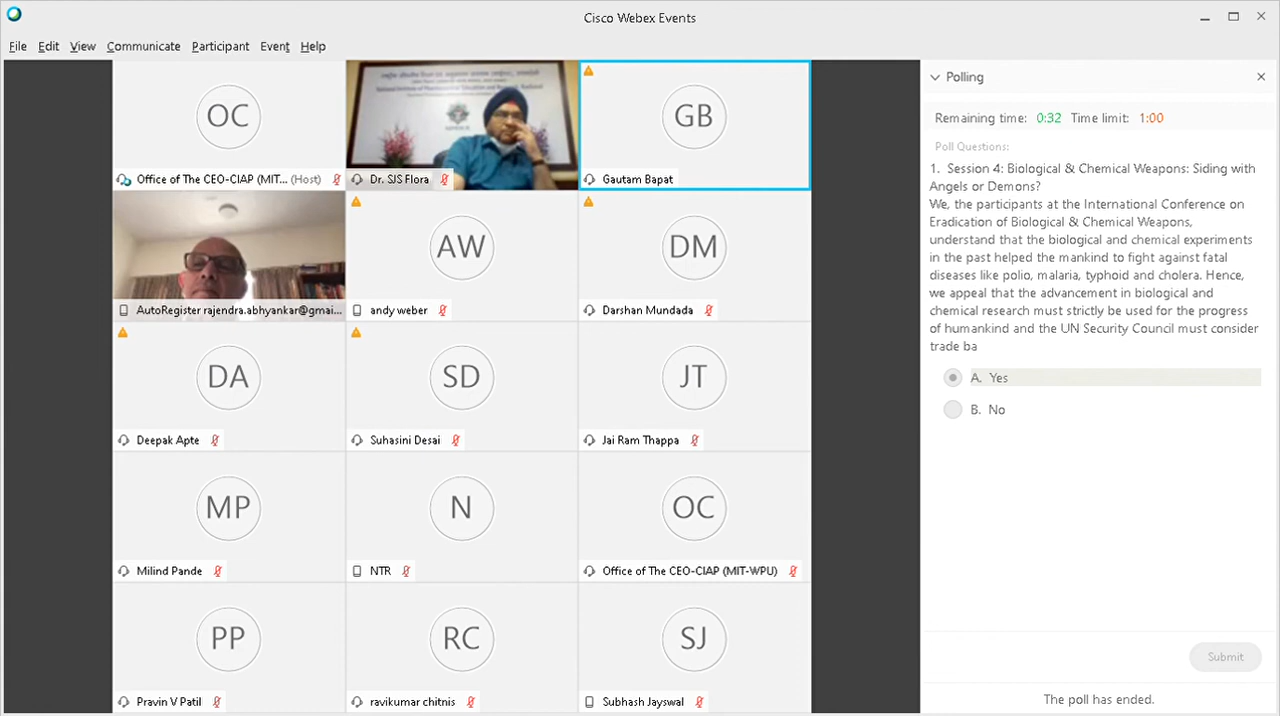 Cisco Webex Events
File Edit View Communicate Participant Event Help
OC
Office of The CEO-CIAP (MIT... (Host)
Dr. SJS Flora
GB
Gautam Bapat
AutoRegister rajendra.abhyankar@gmai...
AW
andy weber
DM
Darshan Mundada
DA
Deepak Apte
SD
Suhasini Desai
JT
Jai Ram Thappa
MP
Milind Pande
N
NTR
OC
Office of The CEO-CIAP (MIT-WPU)
PP
Pravin V Patil
RC
ravikumar chitnis
SJ
Subhash Jayswal
Polling
Remaining time: 0:32 Time limit: 1:00
Poll Questions:
1. Session 4: Biological & Chemical Weapons: Siding with
Angels or Demons?
We, the participants at the International Conference on
Eradication of Biological & Chemical Weapons,
understand that the biological and chemical experiments
in the past helped the mankind to fight against fatal
diseases like polio, malaria, typhoid and cholera. Hence,
we appeal that the advancement in biological and
chemical research must strictly be used for the progress
of humankind and the UN Security Council must consider
trade ba
A. Yes
B. No
Submit
The poll has ended.